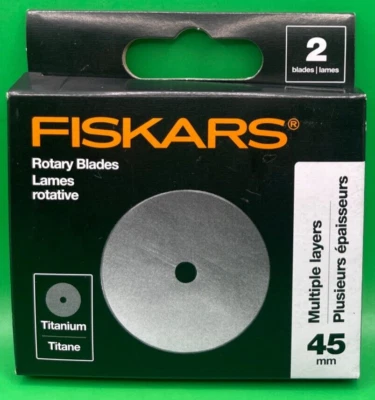 2
blades | lames
FISKARS®
Rotary Blades
Lames
rotative
Titanium
Titane
Multiple layers
Plusieurs épaisseurs
45
mm